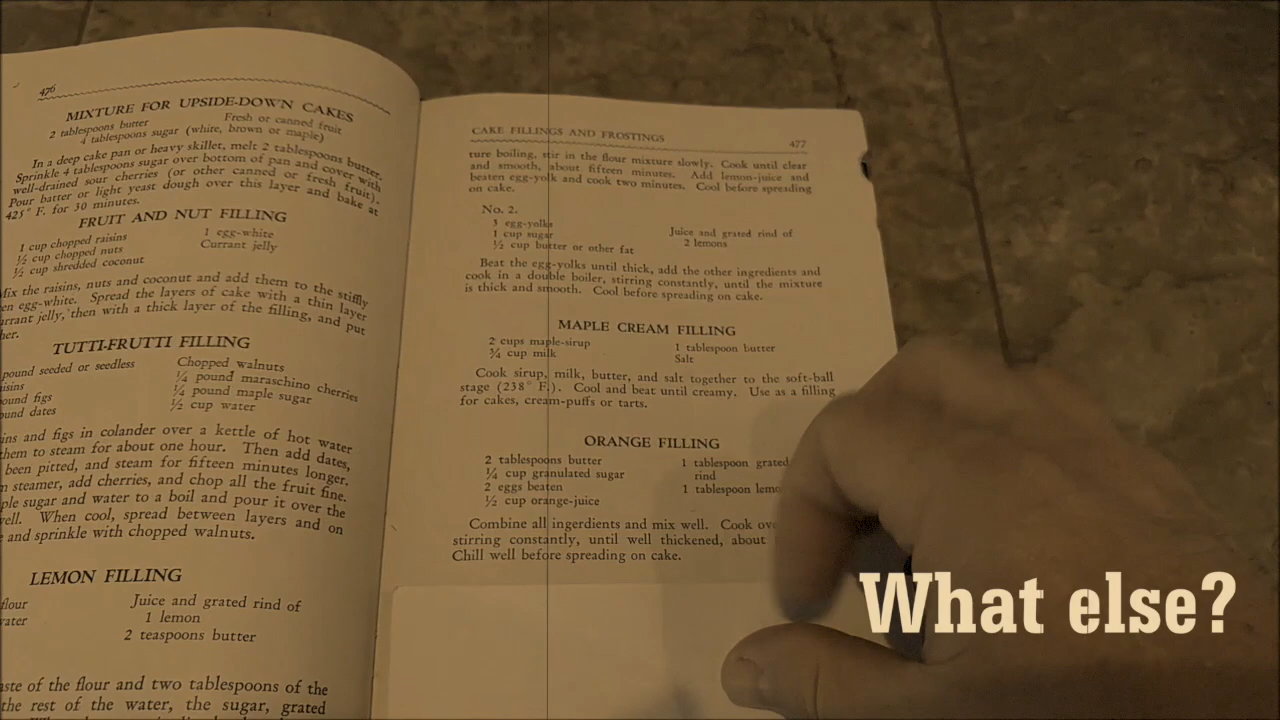 476
MIXTURE FOR UPSIDE-DOWN CAKES
2 tablespoons butter Fresh or canned fruit
4 tablespoons sugar (white, brown or maple)
In a deep cake pan or heavy skillet, melt 2 tablespoons butter.
Sprinkle 4 tablespoons sugar over bottom of pan and cover with
well-drained sour cherries (or other canned or fresh fruit).
Pour batter or light yeast dough over this layer and bake at
425° F. for 30 minutes.
FRUIT AND NUT FILLING
1 cup chopped raisins 1 egg-white
½ cup chopped nuts Currant jelly
½ cup shredded coconut
Mix the raisins, nuts and coconut and add them to the stiffly
en egg-white. Spread the layers of cake with a thin layer
urrant jelly, then with a thick layer of the filling, and put
her.
TUTTI-FRUTTI FILLING
pound seeded or seedless Chopped walnuts
isins ¼ pound maraschino cherries
ound figs ¼ pound maple sugar
ound dates ½ cup water
ins and figs in colander over a kettle of hot water
them to steam for about one hour. Then add dates,
been pitted, and steam for fifteen minutes longer.
m steamer, add cherries, and chop all the fruit fine.
ple sugar and water to a boil and pour it over the
well. When cool, spread between layers and on
e and sprinkle with chopped walnuts.
LEMON FILLING
flour Juice and grated rind of
water 1 lemon
2 teaspoons butter
aste of the flour and two tablespoons of the
the rest of the water, the sugar, grated
CAKE FILLINGS AND FROSTINGS 477
ture boiling, stir in the flour mixture slowly. Cook until clear
and smooth, about fifteen minutes. Add lemon-juice and
beaten egg-yolk and cook two minutes. Cool before spreading
on cake.
No. 2.
3 egg-yolks Juice and grated rind of
1 cup sugar 2 lemons
½ cup butter or other fat
Beat the egg-yolks until thick, add the other ingredients and
cook in a double boiler, stirring constantly, until the mixture
is thick and smooth. Cool before spreading on cake.
MAPLE CREAM FILLING
2 cups maple-sirup 1 tablespoon butter
¾ cup milk Salt
Cook sirup, milk, butter, and salt together to the soft-ball
stage (238° F.). Cool and beat until creamy. Use as a filling
for cakes, cream-puffs or tarts.
ORANGE FILLING
2 tablespoons butter 1 tablespoon grated
¼ cup granulated sugar rind
2 eggs beaten 1 tablespoon lemo
½ cup orange-juice
Combine all ingerdients and mix well. Cook ov
stirring constantly, until well thickened, about
Chill well before spreading on cake.
What else?